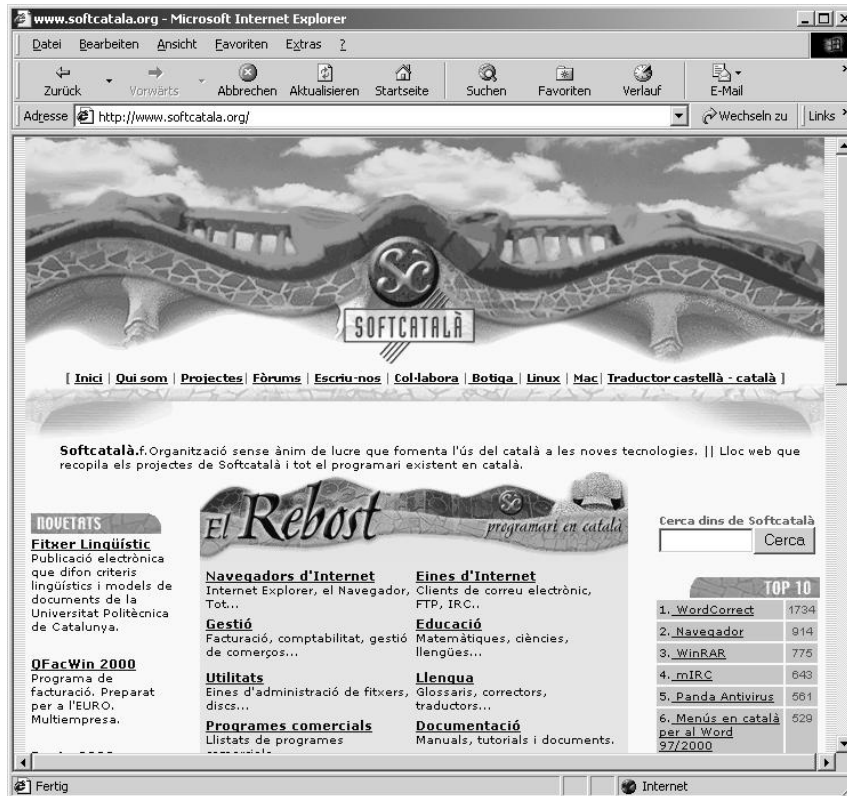 www.softcatala.org - Microsoft Internet Explorer
Datei Bearbeiten Ansicht Favoriten Extras ?
Zurück Vorwärts Abbrechen Aktualisieren Startseite Suchen Favoriten Verlauf E-Mail
Adresse http://www.softcatala.org/ Wechseln zu Links
Sc
SOFTCATALÀ
[ Inici | Qui som | Projectes| Fòrums | Escriu-nos | Col·labora | Botiga | Linux | Mac| Traductor castellà - català ]
Softcatalà.f.Organització sense ànim de lucre que fomenta l'ús del català a les noves tecnologies. || Lloc web que
recopila els projectes de Softcatalà i tot el programari existent en català.
NOVETATS
Fitxer Lingüístic
Publicació electrònica
que difon criteris
lingüístics i models de
documents de la
Universitat Politècnica
de Catalunya.
QFacWin 2000
Programa de
facturació. Preparat
per a l'EURO.
Multiempresa.
El Rebost
Sc
programari en català
Navegadors d'Internet
Internet Explorer, el Navegador,
Tot...
Gestió
Facturació, comptabilitat, gestió
de comerços...
Utilitats
Eines d'administració de fitxers,
discs...
Programes comercials
Llistats de programes
Eines d'Internet
Clients de correu electrònic,
FTP, IRC..
Educació
Matemàtiques, ciències,
llengües...
Llengua
Glossaris, correctors,
traductors...
Documentació
Manuals, tutorials i documents.
Cerca dins de Softcatalà
Cerca
TOP 10
1. WordCorrect 1734
2. Navegador 914
3. WinRAR 775
4. mIRC 643
5. Panda Antivirus 561
6. Menús en català 529
per al Word
97/2000
Fertig
Internet